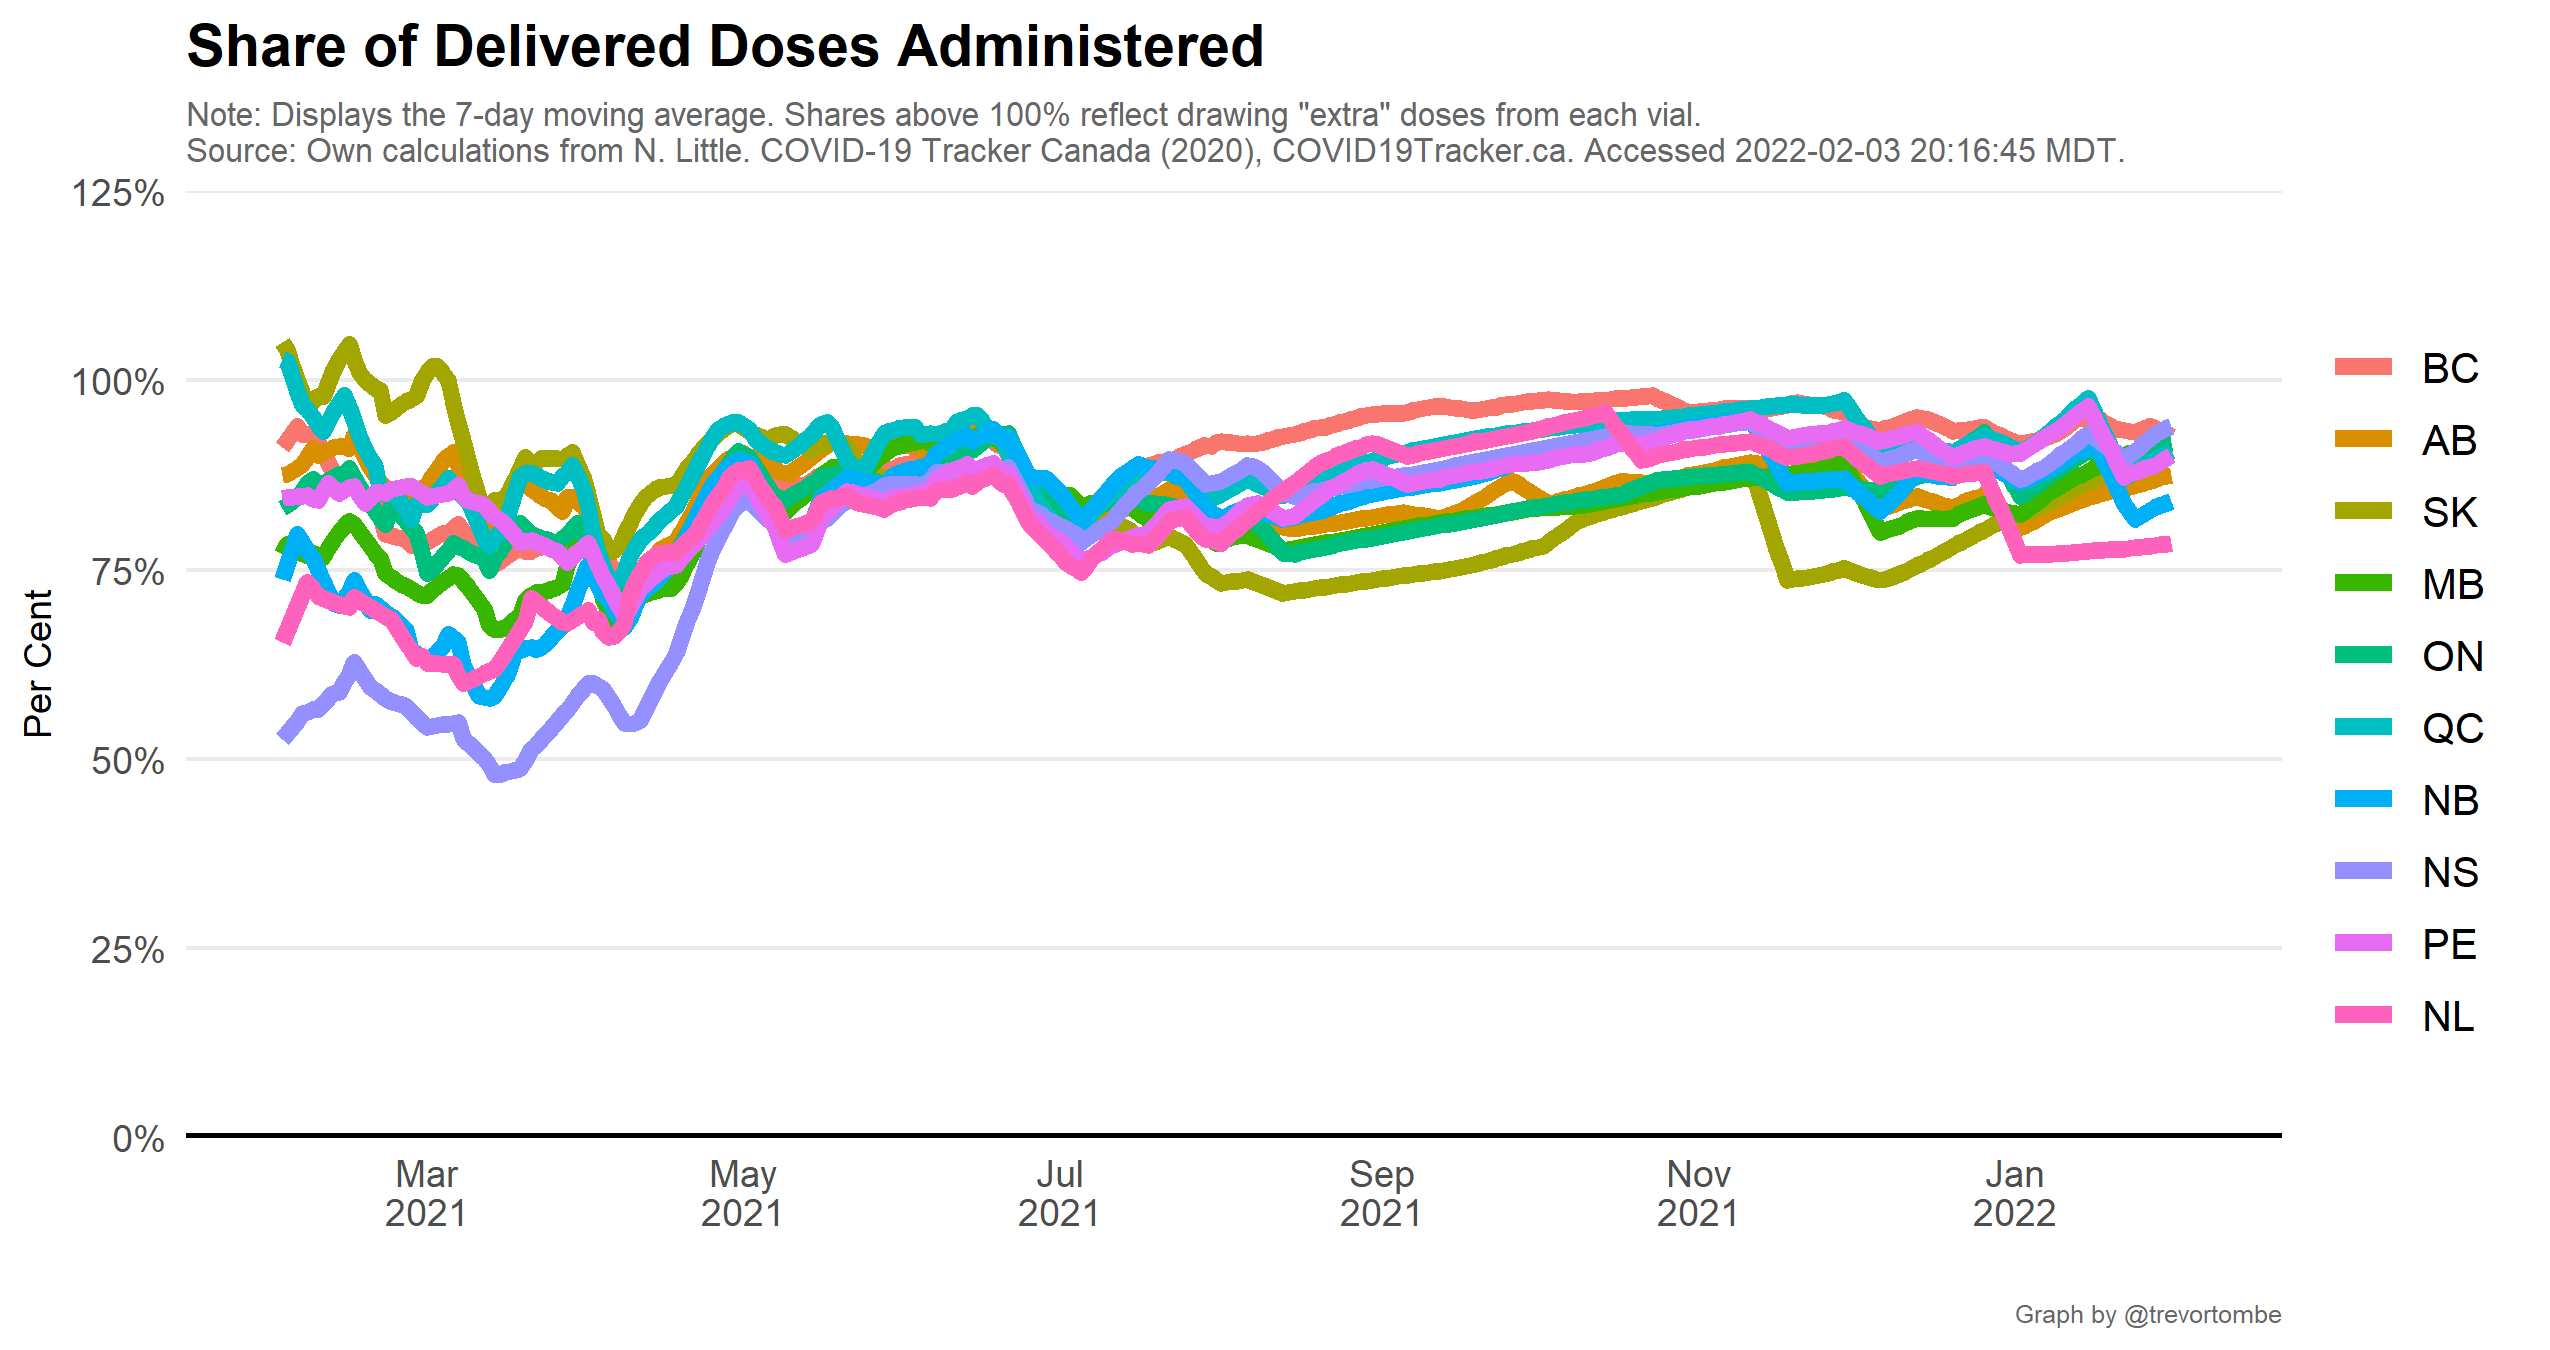 Share of Delivered Doses Administered
Note: Displays the 7-day moving average. Shares above 100% reflect drawing "extra" doses from each vial.
Source: Own calculations from N. Little. COVID-19 Tracker Canada (2020), COVID19Tracker.ca. Accessed 2022-02-03 20:16:45 MDT.
125%
100%
75%
50%
25%
0%
Per Cent
Mar
2021
May
2021
Jul
2021
Sep
2021
Nov
2021
Jan
2022
BC
AB
SK
MB
ON
QC
NB
NS
PE
NL
Graph by @trevortombe